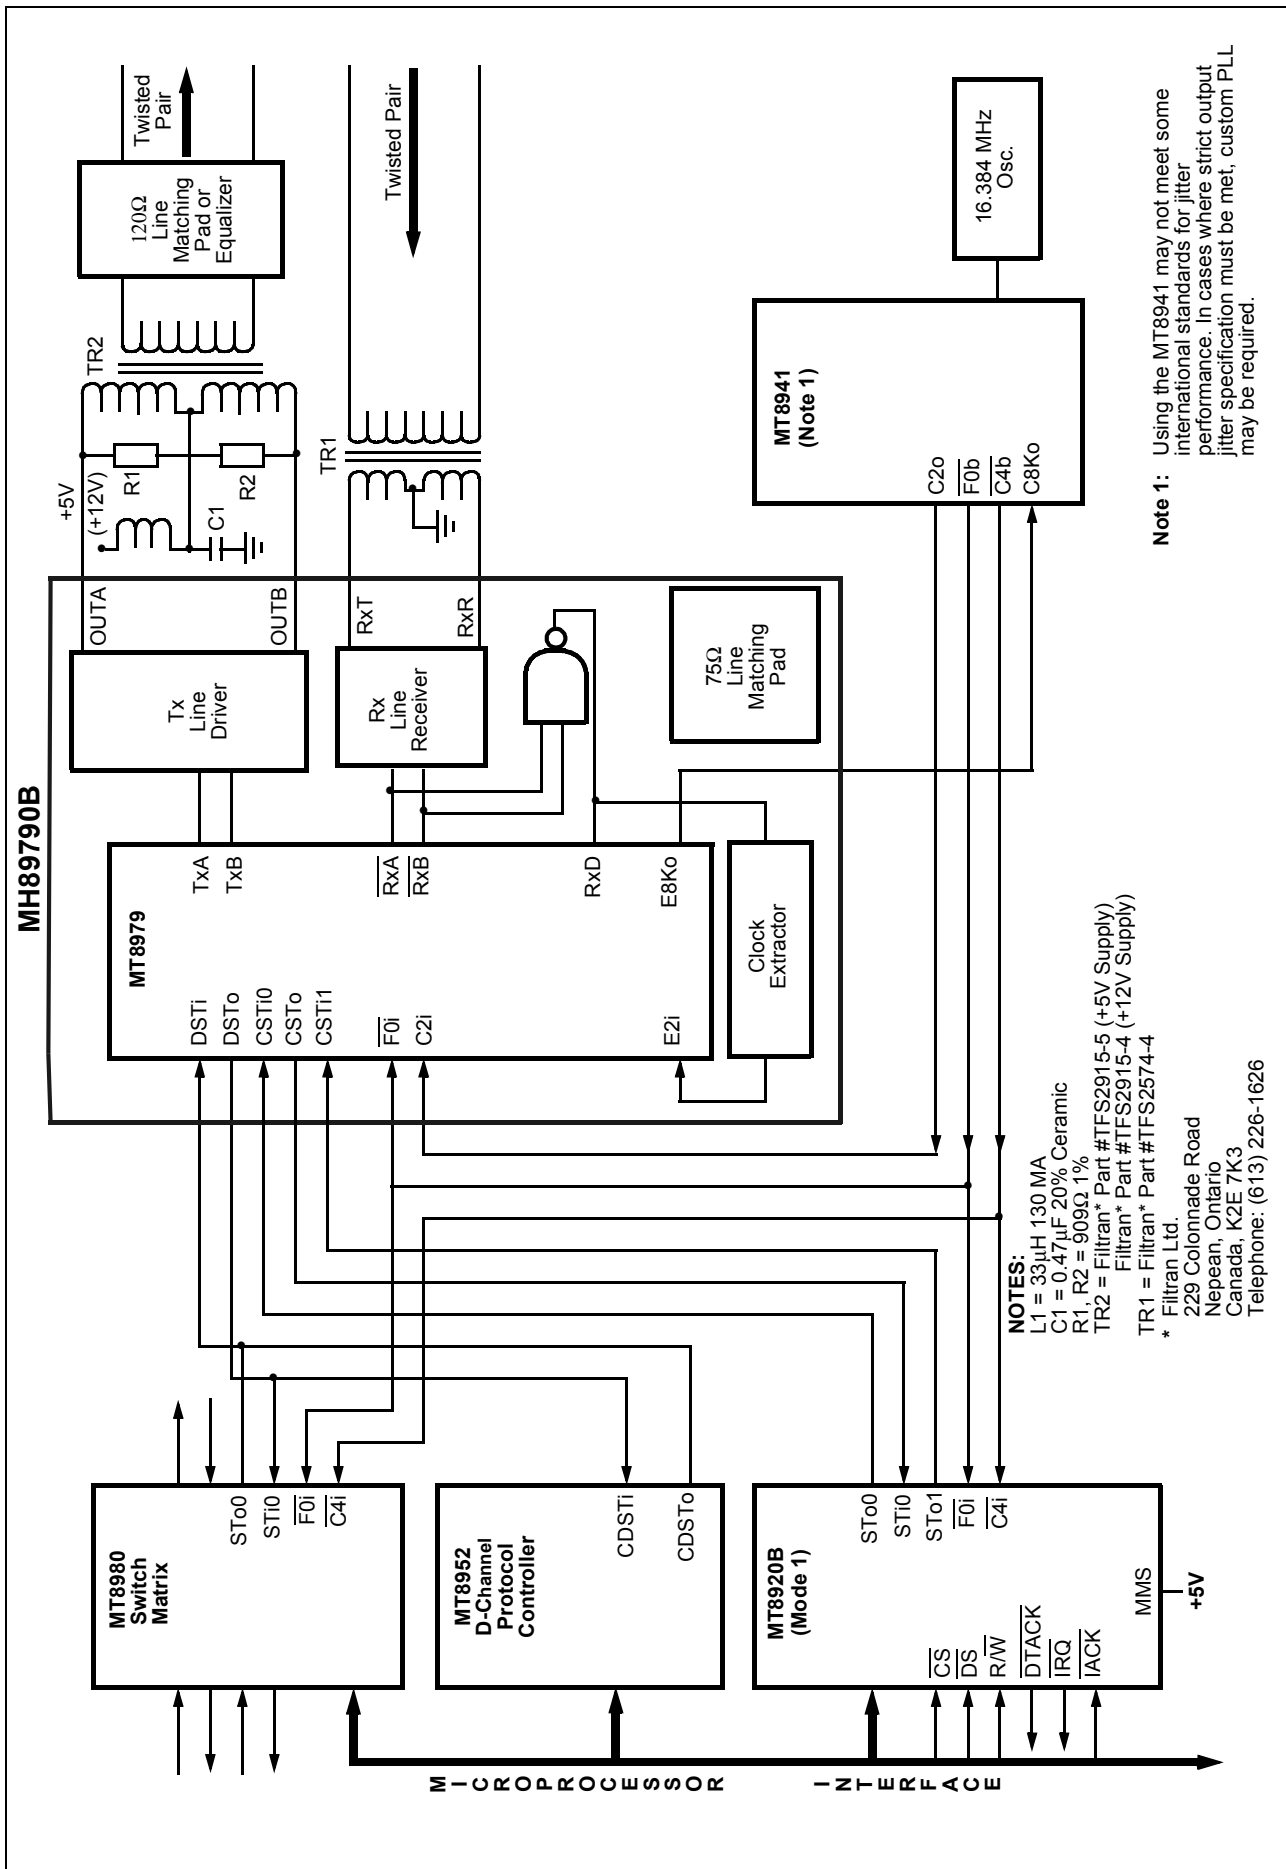 MH89790B
MT8980
Switch
Matrix
STo0
STi0
F0i
C4i
MT8952
D-Channel
Protocol
Controller
CDSTi
CDSTo
MT8920B
(Mode 1)
STo0
STi0
STo1
F0i
C4i
CS
DS
R/W
DTACK
IRQ
IACK
MMS
+5V
MICROPROCESSOR INTERFACE
MT8979
DSTi
DSTo
CSTi0
CSTo
CSTi1
F0i
C2i
E2i
TxA
TxB
RxA
RxB
RxD
E8Ko
Clock
Extractor
Tx
Line
Driver
OUTA
OUTB
Rx
Line
Receiver
RxT
RxR
75Ω
Line
Matching
Pad
+5V
(+12V)
R1
R2
C1
TR2
TR1
120Ω
Line
Matching
Pad or
Equalizer
Twisted
Pair
Twisted Pair
MT8941
(Note 1)
C2o
F0b
C4b
C8Ko
16.384 MHz
Osc.
NOTES:
L1 = 33μH 130 MA
C1 = 0.47μF 20% Ceramic
R1, R2 = 909Ω 1%
TR2 = Filtran* Part #TFS2915-5 (+5V Supply)
Filtran* Part #TFS2915-4 (+12V Supply)
TR1 = Filtran* Part #TFS2574-4
* Filtran Ltd.
229 Colonnade Road
Nepean, Ontario
Canada, K2E 7K3
Telephone: (613) 226-1626
Note 1: Using the MT8941 may not meet some
international standards for jitter
performance. In cases where strict output
jitter specification must be met, custom PLL
may be required.